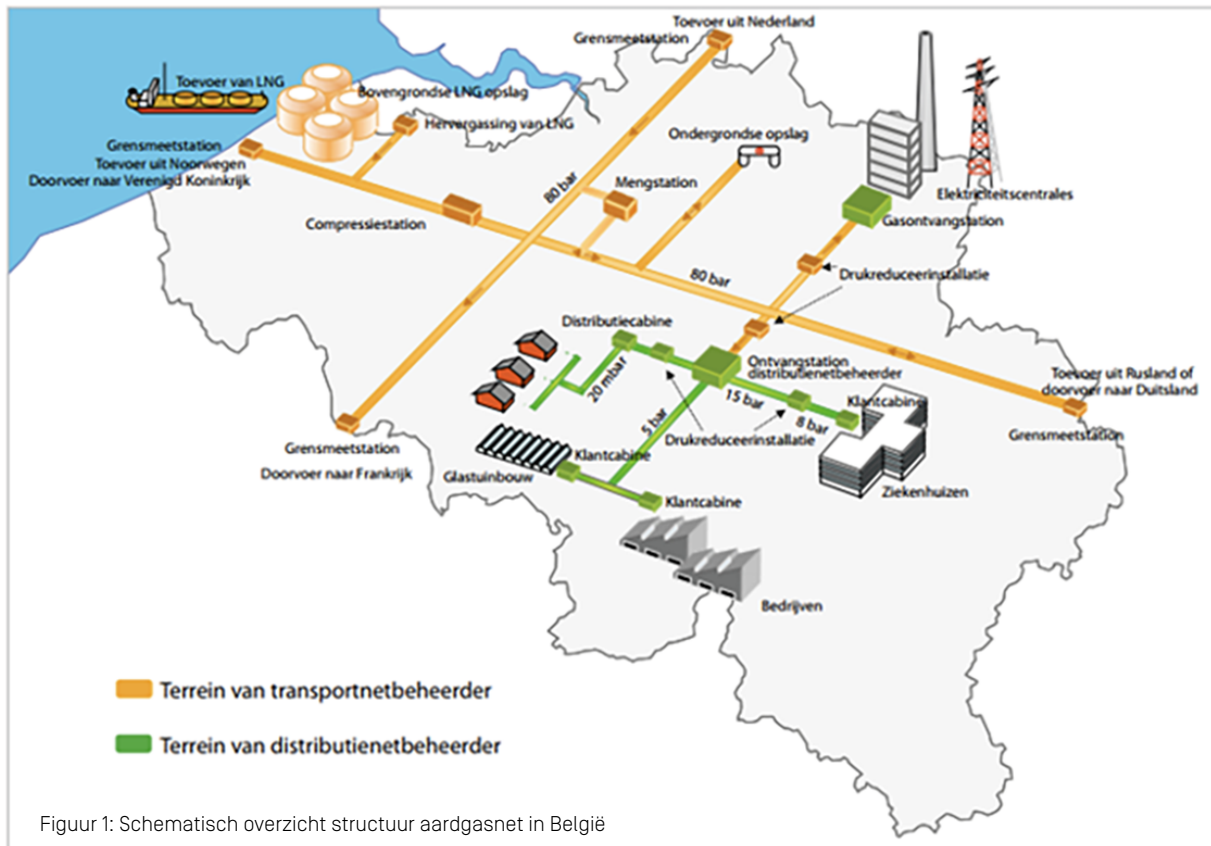 Toevoer uit Nederland
Grensmeetstation
Toevoer van LNG
Bovengrondse LNG opslag
Hervergassing van LNG
Ondergrondse opslag
Grensmeetstation
Toevoer uit Noorwegen
Doorvoer naar Verenigd Koninkrijk
80 bar
Mengstation
Elektriciteitscentrales
Gasontvangstation
Compressiestation
80 bar
Drukreduceerinstallatie
Distributiecabine
Ontvangstation
distributienetbeheerder
Toevoer uit Rusland of
doorvoer naar Duitsland
20 mbar
15 bar
8 bar
Klantcabine
5 bar
Drukreduceerinstallatie
Grensmeetstation
Grensmeetstation
Doorvoer naar Frankrijk
Klantcabine
Glastuinbouw
Ziekenhuizen
Klantcabine
Bedrijven
Terrein van transportnetbeheerder
Terrein van distributienetbeheerder
Figuur 1: Schematisch overzicht structuur aardgasnet in België